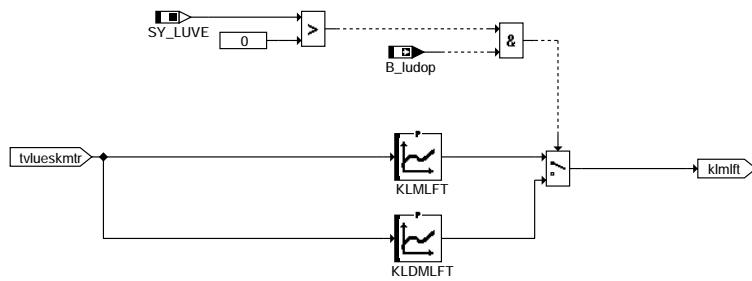 SY_LUVE
>
0
B_ludop
&
tvlueskmtr
P
KLMLFT
klmlft
P
KLDMLFT